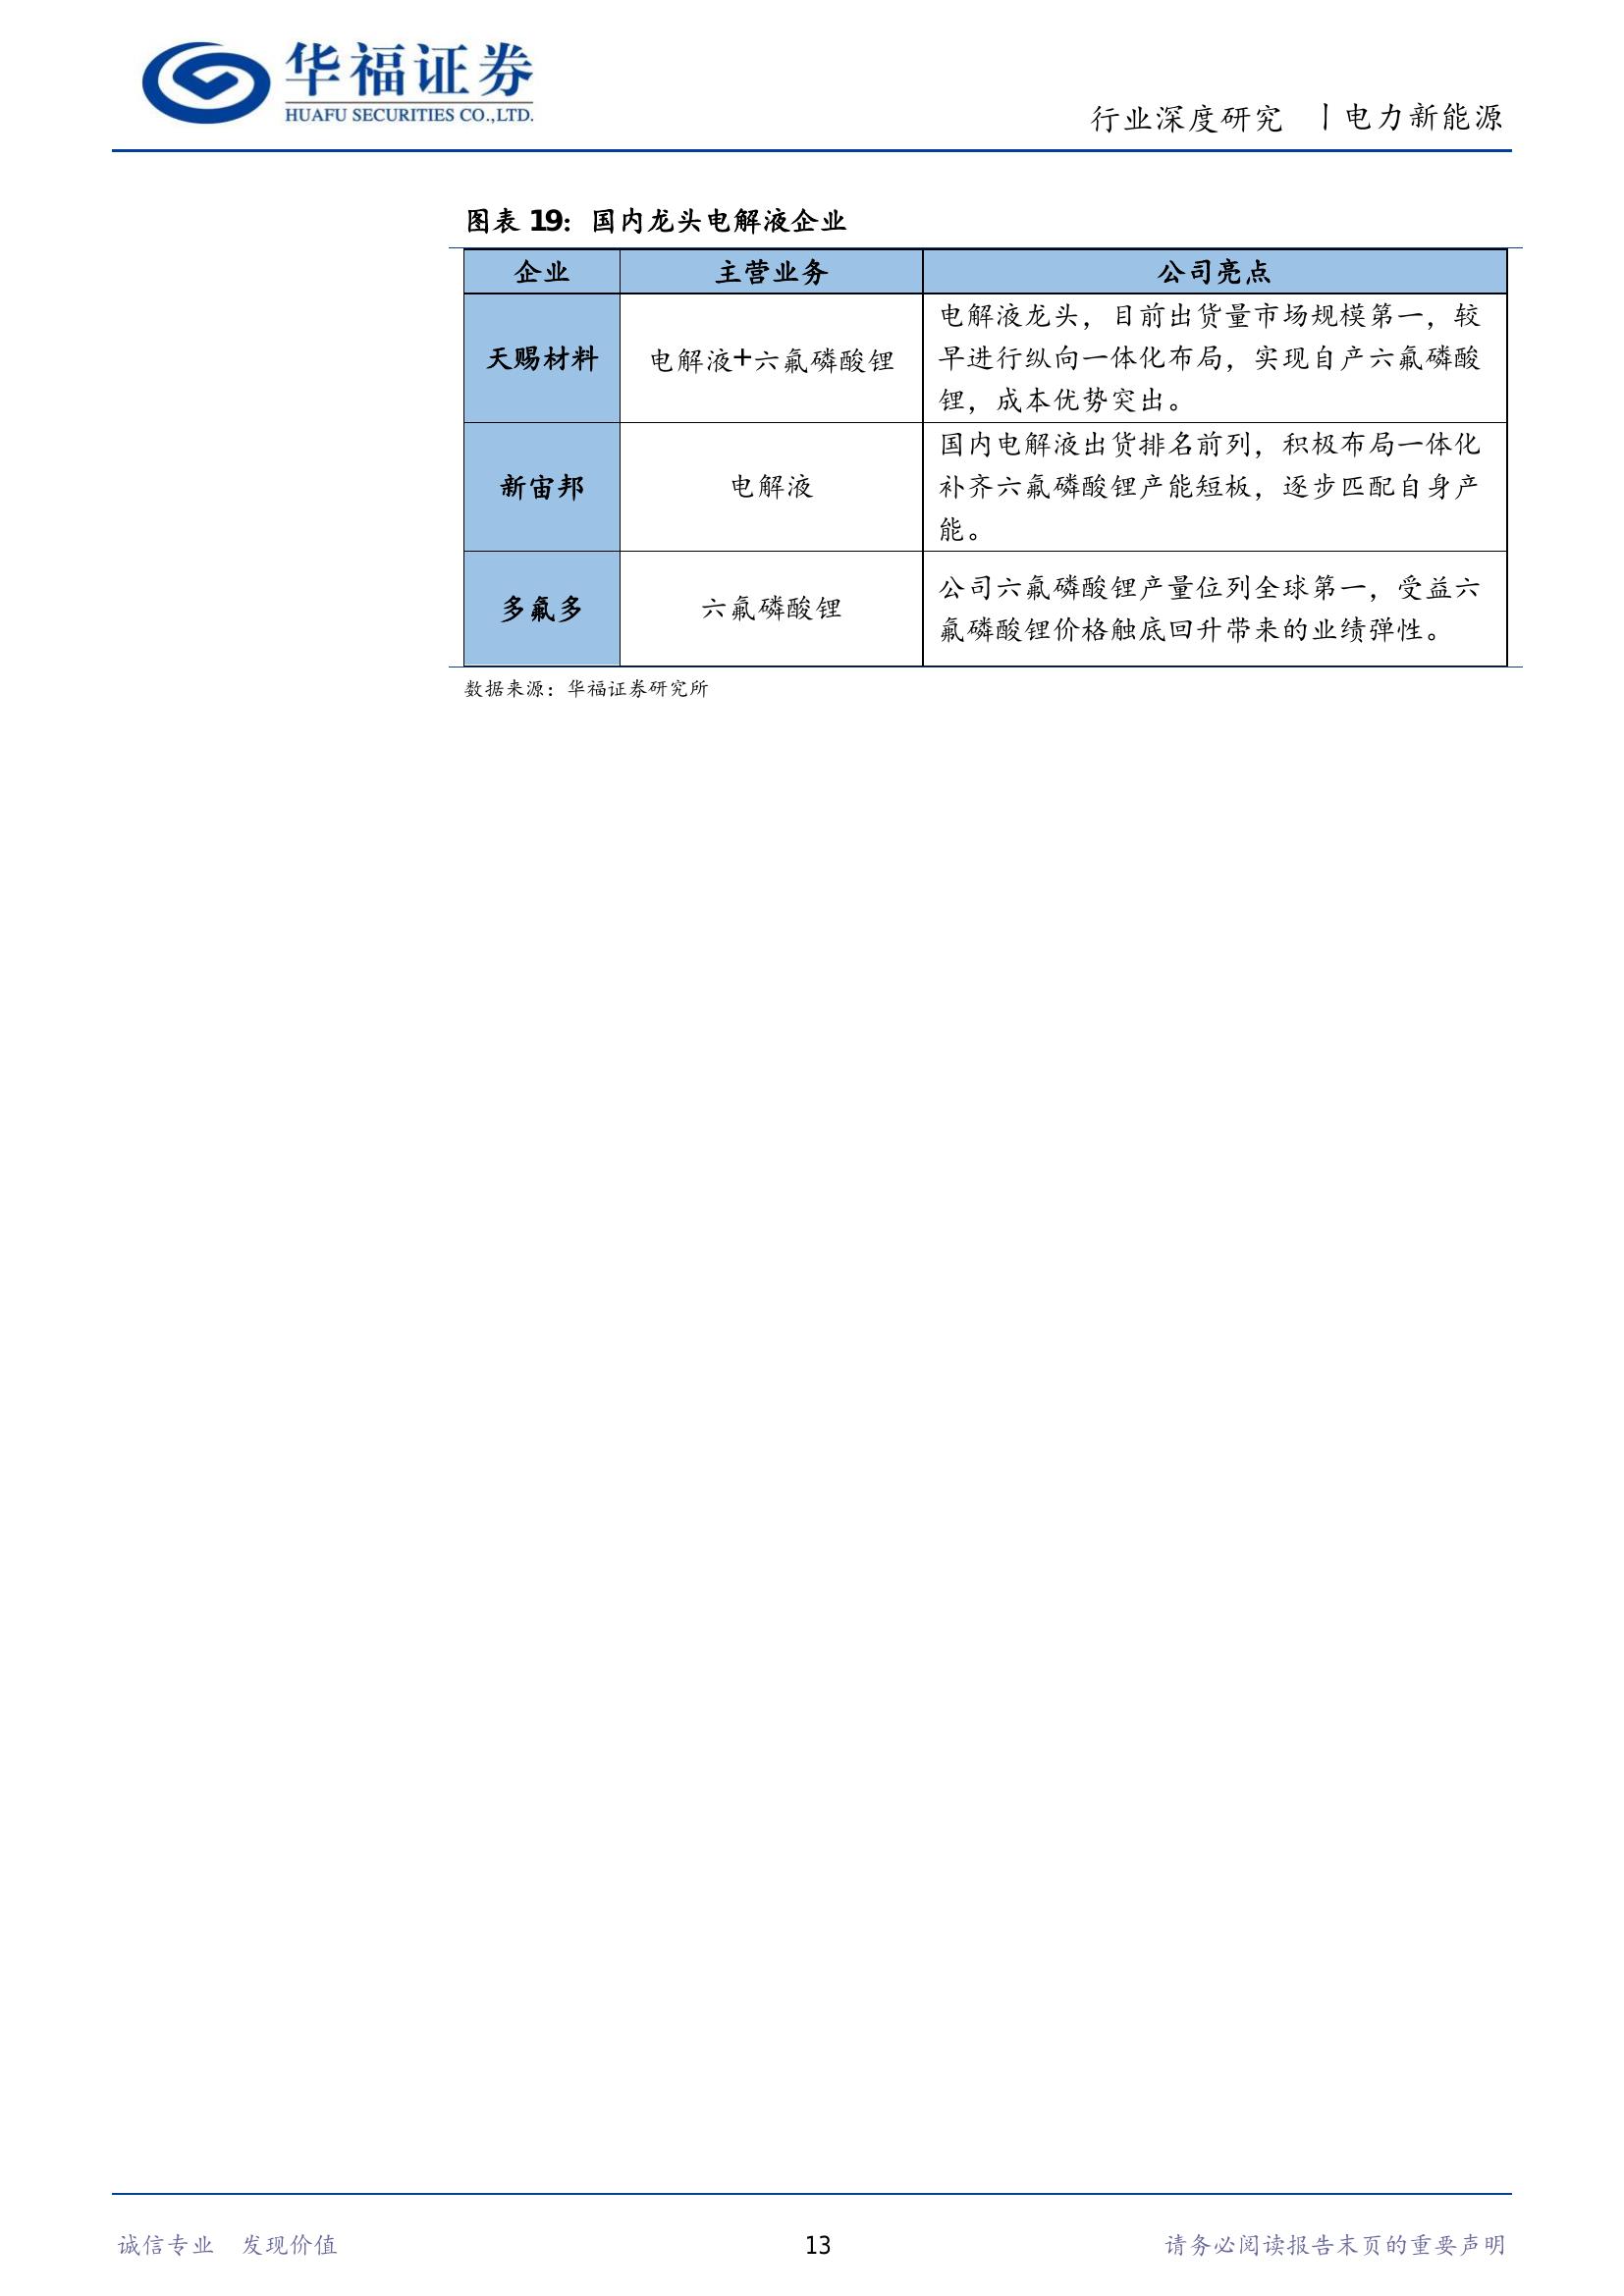 华福证券
HUAFU SECURITIES CO.,LTD.
行业深度研究 丨电力新能源
图表 19：国内龙头电解液企业
企业 主营业务 公司亮点
天赐材料 电解液+六氟磷酸锂 电解液龙头，目前出货量市场规模第一，较
早进行纵向一体化布局，实现自产六氟磷酸
锂，成本优势突出。
新宙邦 电解液 国内电解液出货排名前列，积极布局一体化
补齐六氟磷酸锂产能短板，逐步匹配自身产
能。
多氟多 六氟磷酸锂 公司六氟磷酸锂产量位列全球第一，受益六
氟磷酸锂价格触底回升带来的业绩弹性。
数据来源：华福证券研究所
诚信专业 发现价值 13 请务必阅读报告末页的重要声明